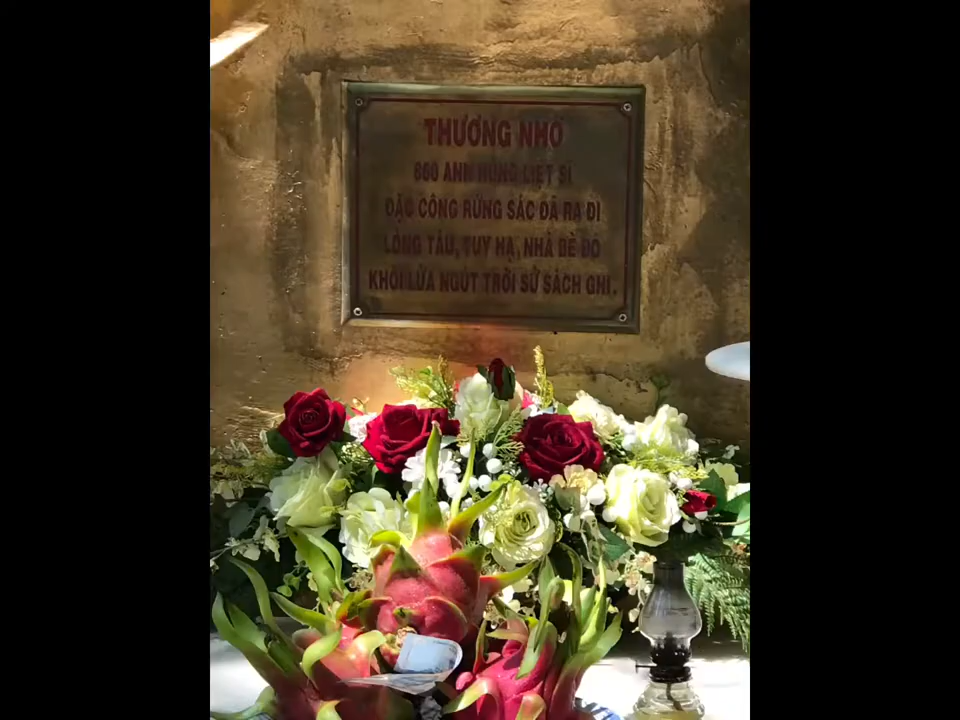 THƯƠNG NHỚ
860 ANH HÙNG LIỆT SĨ
ĐẶC CÔNG RỪNG SÁC ĐÃ RA ĐI
LÒNG TÀU, TUY HẠ, NHÀ BÈ ĐÓ
KHÓI LỬA NGÚT TRỜI SỬ SÁCH GHI.